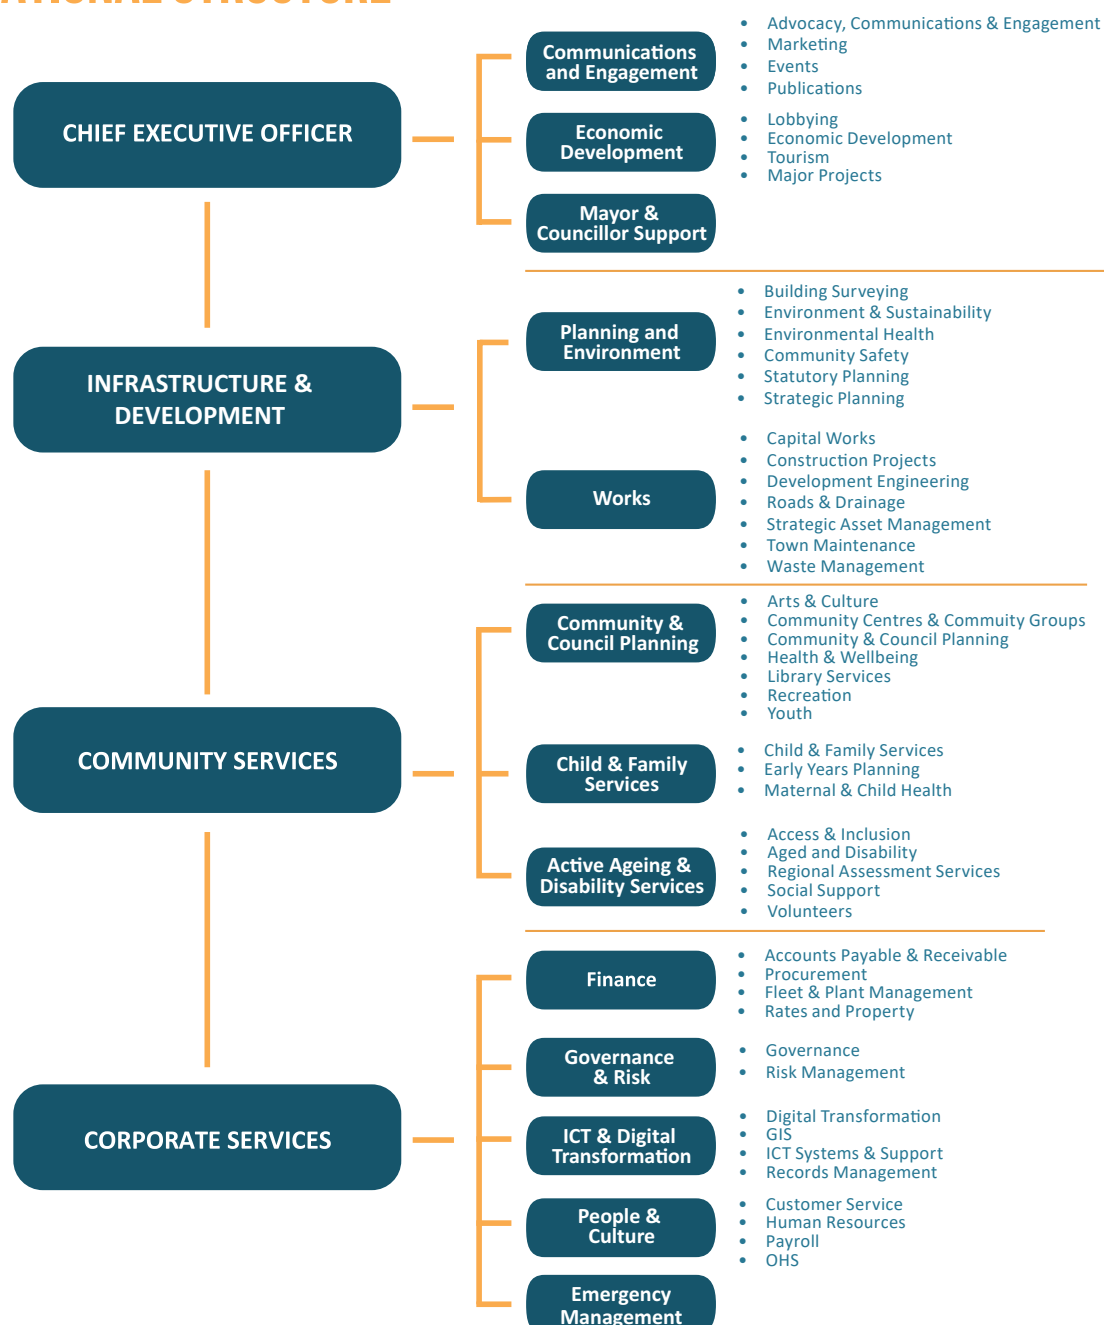 CHIEF EXECUTIVE OFFICER
Communications
and Engagement
• Advocacy, Communications & Engagement
• Marketing
• Events
• Publications
Economic
Development
• Lobbying
• Economic Development
• Tourism
• Major Projects
Mayor &
Councillor Support
INFRASTRUCTURE &
DEVELOPMENT
Planning and
Environment
• Building Surveying
• Environment & Sustainability
• Environmental Health
• Community Safety
• Statutory Planning
• Strategic Planning
Works
• Capital Works
• Construction Projects
• Development Engineering
• Roads & Drainage
• Strategic Asset Management
• Town Maintenance
• Waste Management
COMMUNITY SERVICES
Community &
Council Planning
• Arts & Culture
• Community Centres & Commuity Groups
• Community & Council Planning
• Health & Wellbeing
• Library Services
• Recreation
• Youth
Child & Family
Services
• Child & Family Services
• Early Years Planning
• Maternal & Child Health
Active Ageing &
Disability Services
• Access & Inclusion
• Aged and Disability
• Regional Assessment Services
• Social Support
• Volunteers
CORPORATE SERVICES
Finance
• Accounts Payable & Receivable
• Procurement
• Fleet & Plant Management
• Rates and Property
Governance
& Risk
• Governance
• Risk Management
ICT & Digital
Transformation
• Digital Transformation
• GIS
• ICT Systems & Support
• Records Management
People &
Culture
• Customer Service
• Human Resources
• Payroll
• OHS
Emergency
Management